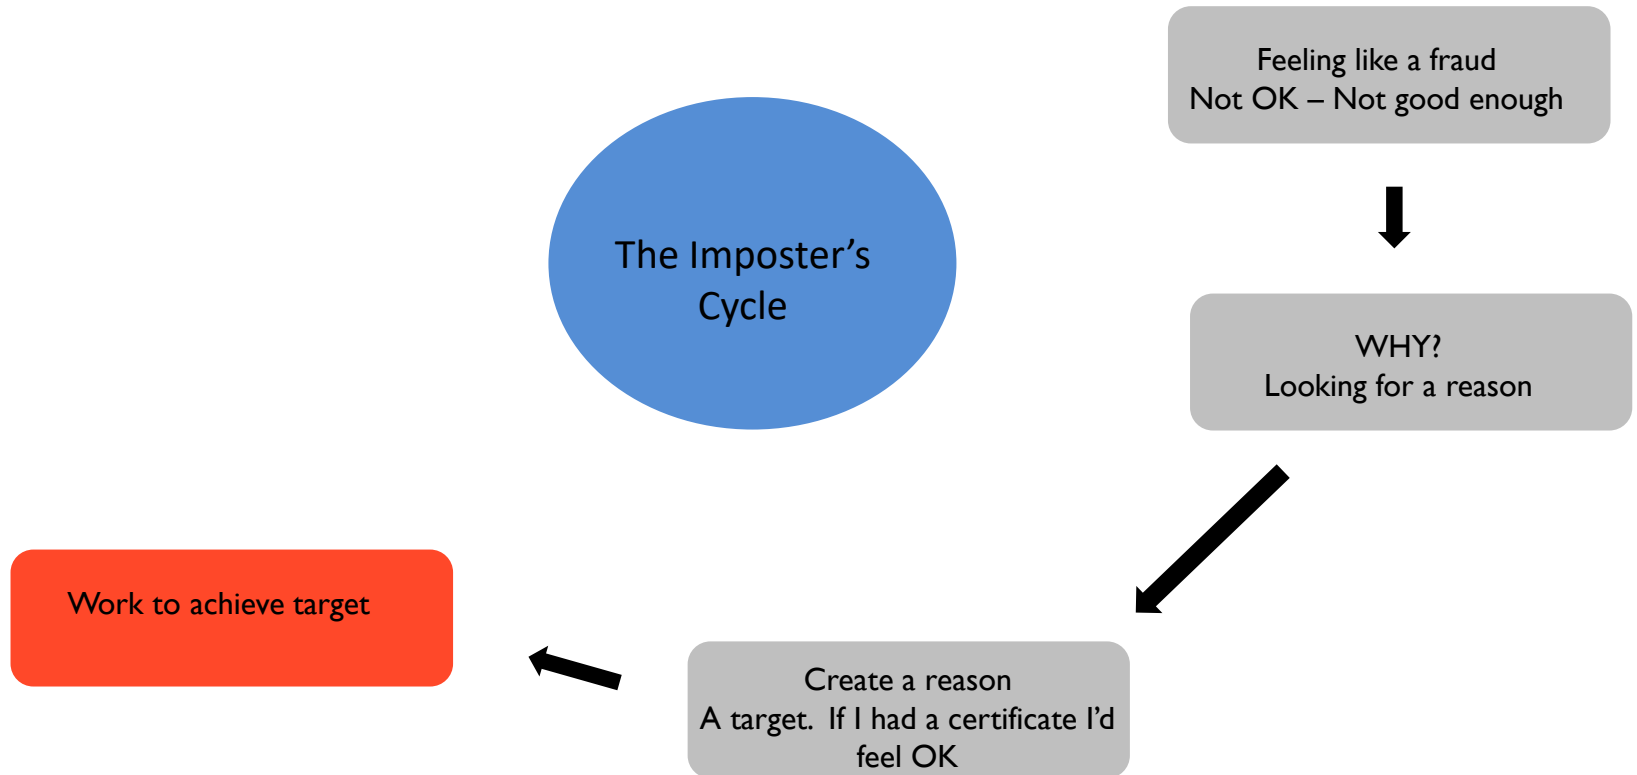 Feeling like a fraud
Not OK – Not good enough
The Imposter’s
Cycle
WHY?
Looking for a reason
Work to achieve target
Create a reason
A target.  If I had a certificate I’d
feel OK